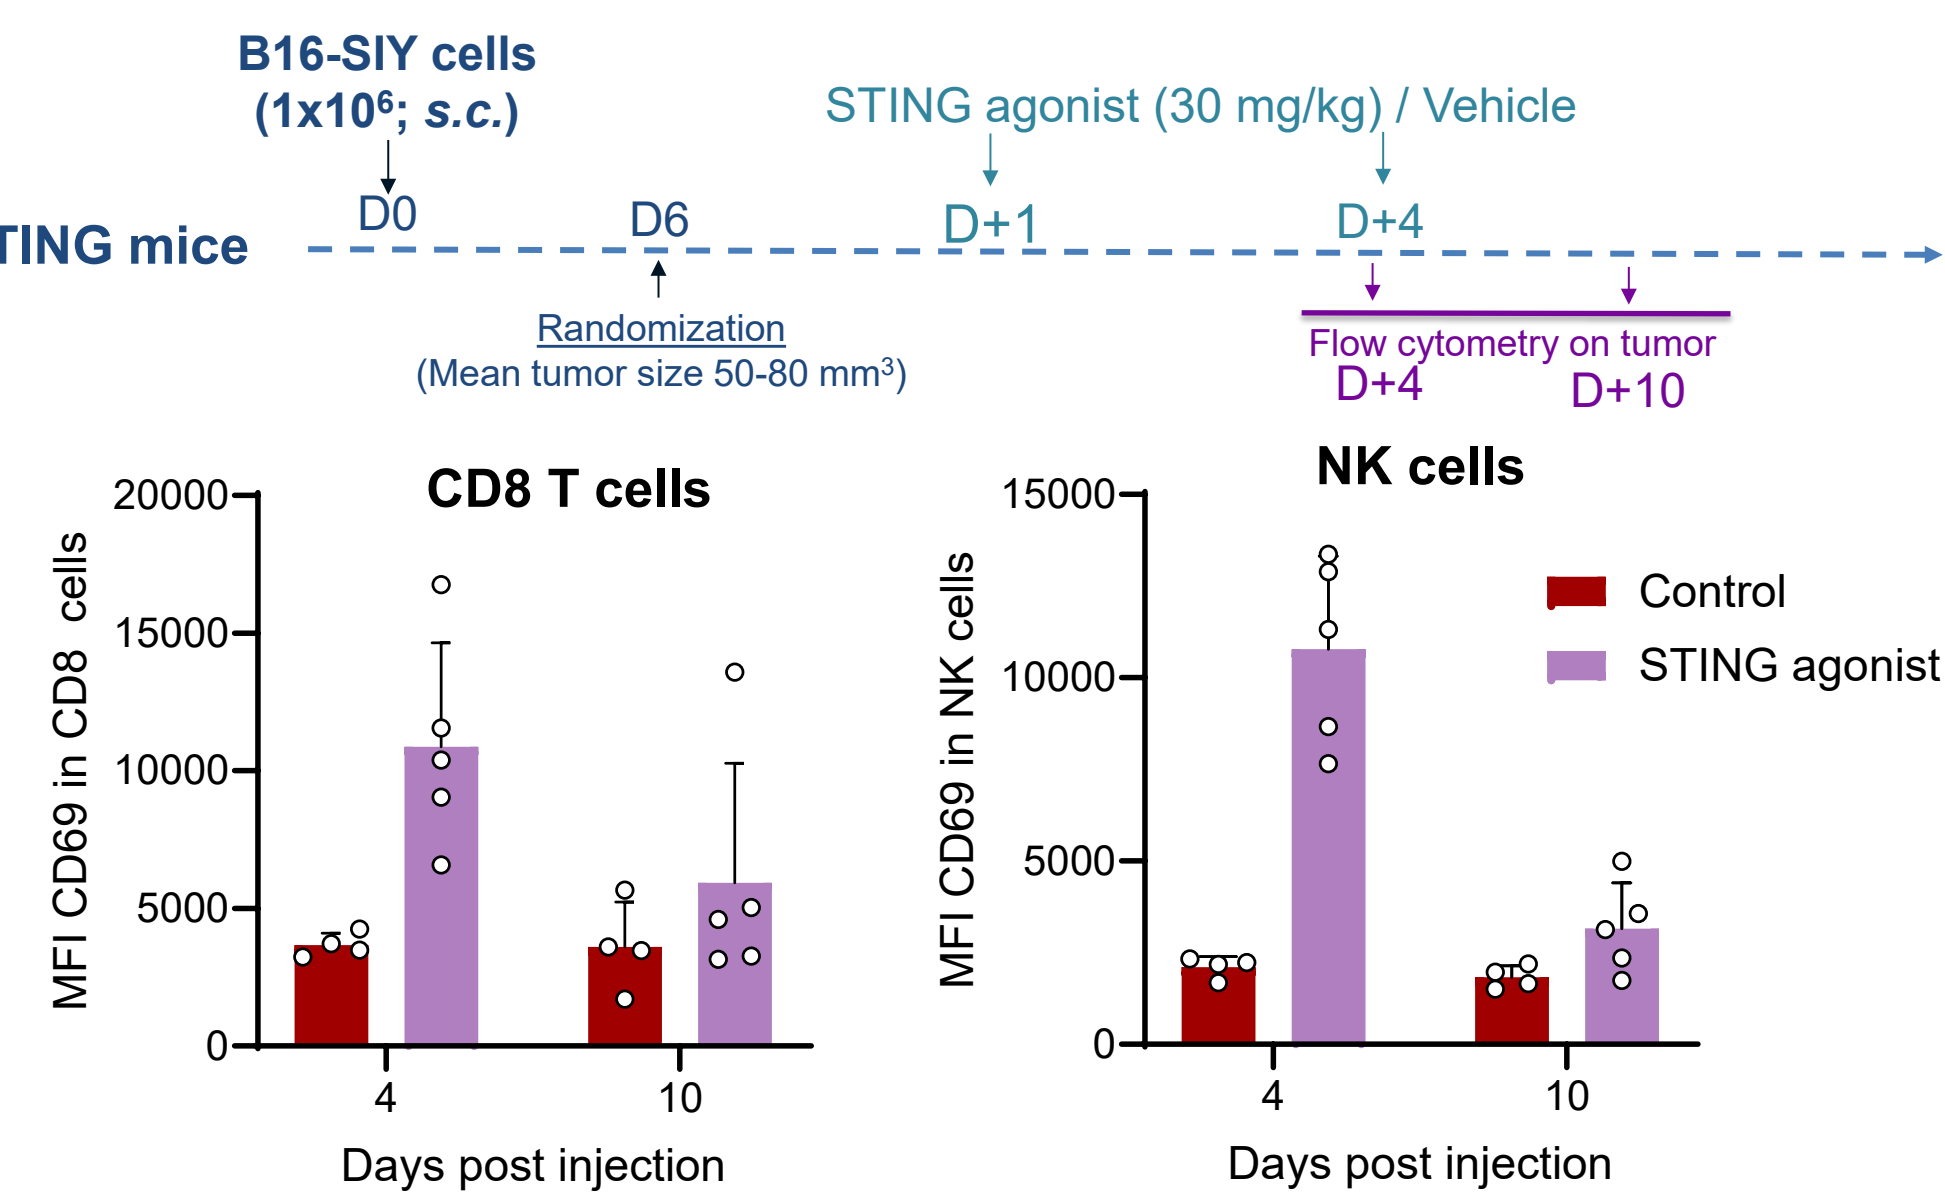 B16-SIY cells
(1x10⁶; s.c.)
STING agonist (30 mg/kg) / Vehicle
D0
D6
D+1
D+4
TING mice
Randomization
(Mean tumor size 50-80 mm³)
Flow cytometry on tumor
D+4
D+10
CD8 T cells
MFI CD69 in CD8 cells
20000
15000
10000
5000
0
4
10
Days post injection
NK cells
MFI CD69 in NK cells
15000
10000
5000
0
4
10
Days post injection
Control
STING agonist